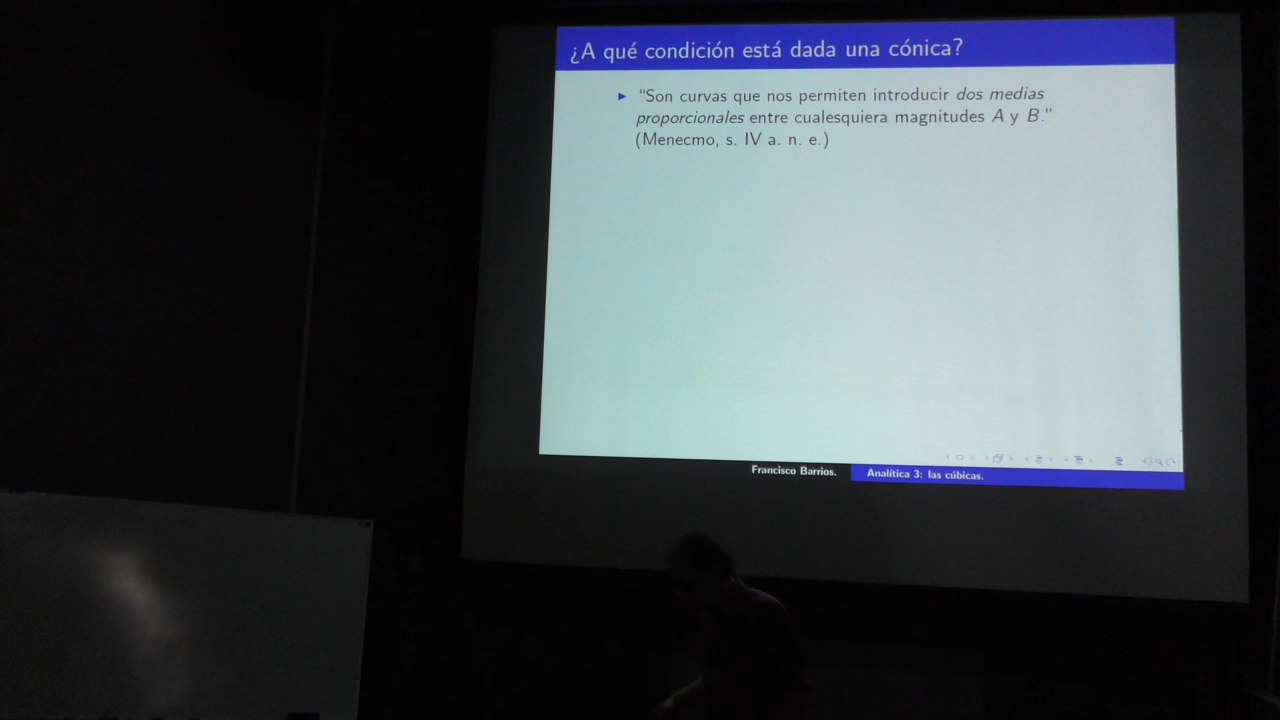 ¿A qué condición está dada una cónica?
“Son curvas que nos permiten introducir dos medias
proporcionales entre cualesquiera magnitudes A y B.”
(Menecmo, s. IV a. n. e.)
Francisco Barrios.
Analítica 3: las cúbicas.